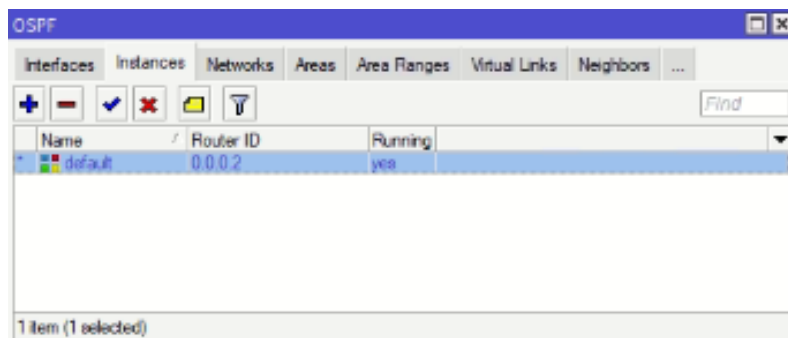 OSPF
Interfaces Instances Networks Areas Area Ranges Virtual Links Neighbors ...
Find
Name Router ID Running
* default 0.0.0.2 yes
1 item (1 selected)